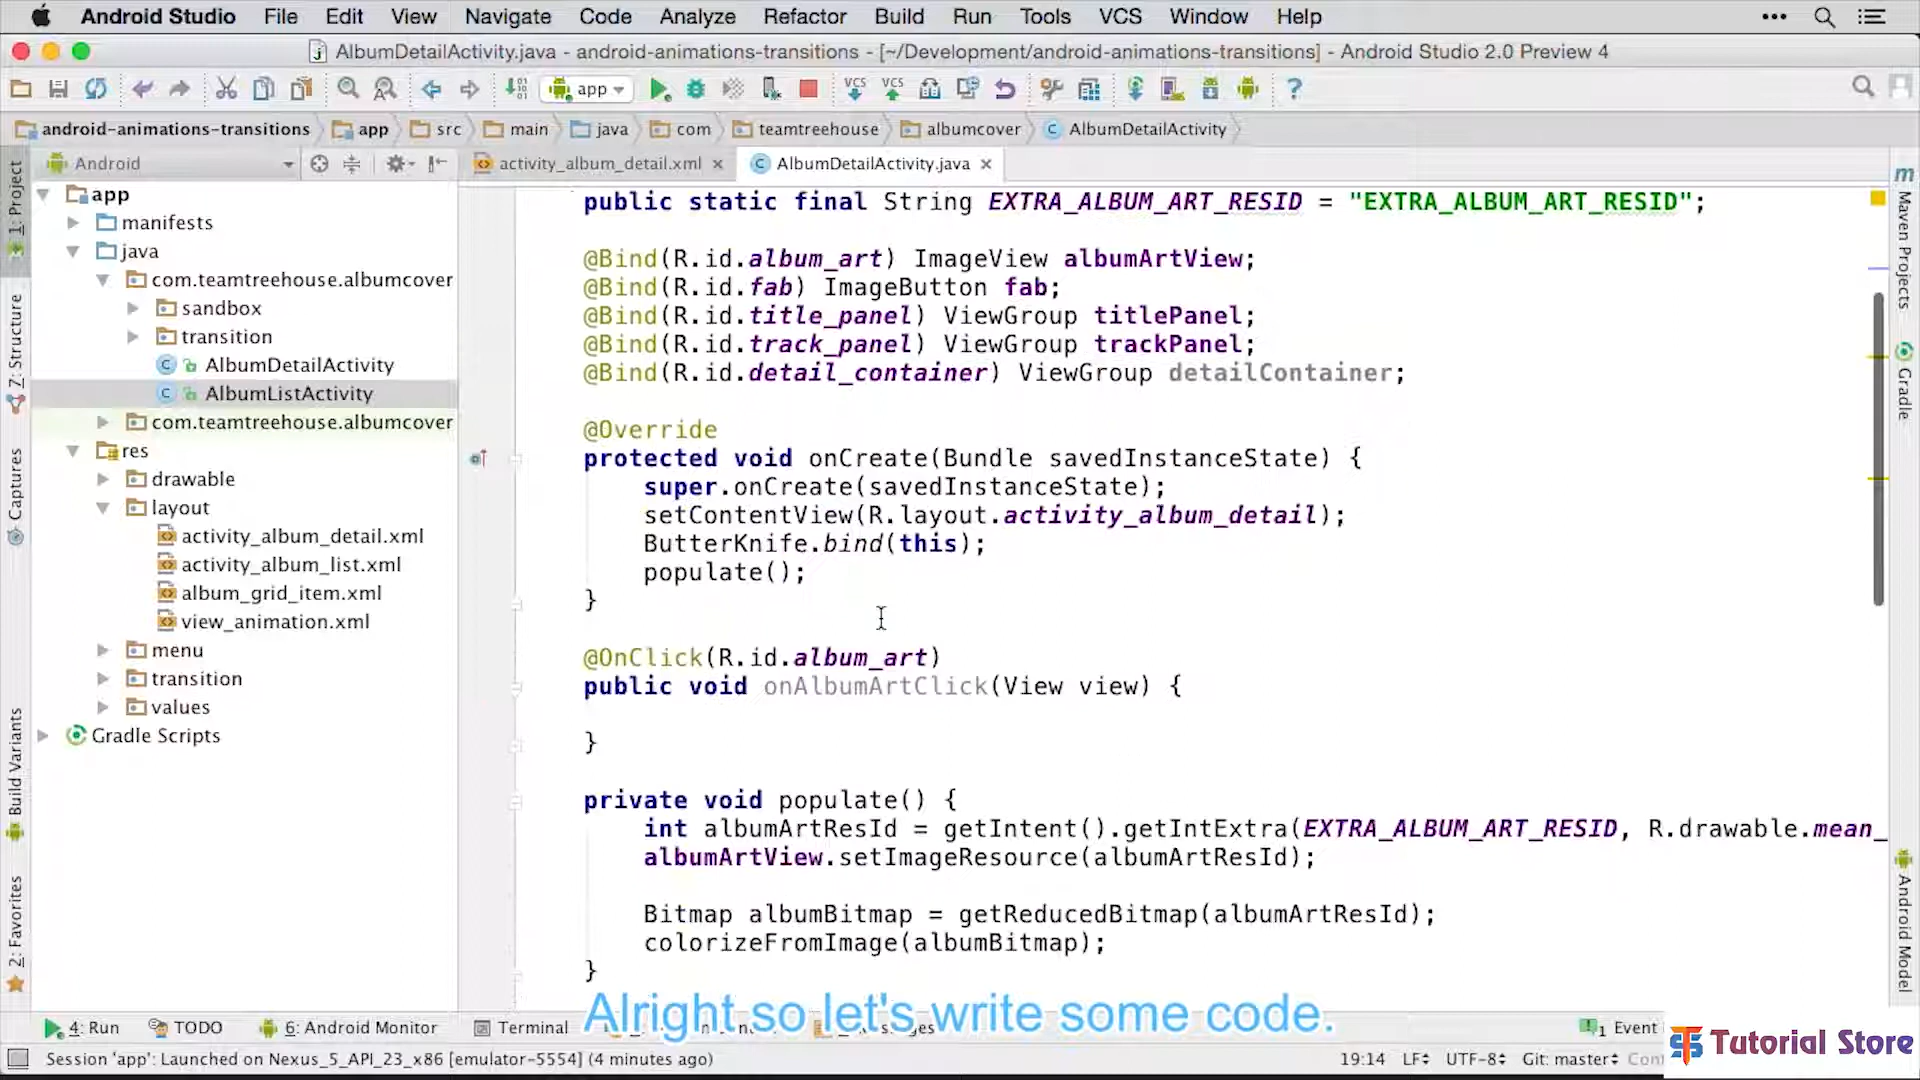 Android Studio File Edit View Navigate Code Analyze Refactor Build Run Tools VCS Window Help
AlbumDetailActivity.java - android-animations-transitions - [~/Development/android-animations-transitions] - Android Studio 2.0 Preview 4
app
android-animations-transitions app src main java com teamtreehouse albumcover AlbumDetailActivity
Android
activity_album_detail.xml AlbumDetailActivity.java
1: Project
7: Structure
Captures
Build Variants
2: Favorites
app
manifests
java
com.teamtreehouse.albumcover
sandbox
transition
AlbumDetailActivity
AlbumListActivity
com.teamtreehouse.albumcover
res
drawable
layout
activity_album_detail.xml
activity_album_list.xml
album_grid_item.xml
view_animation.xml
menu
transition
values
Gradle Scripts
public static final String EXTRA_ALBUM_ART_RESID = "EXTRA_ALBUM_ART_RESID";
@Bind(R.id.album_art) ImageView albumArtView;
@Bind(R.id.fab) ImageButton fab;
@Bind(R.id.title_panel) ViewGroup titlePanel;
@Bind(R.id.track_panel) ViewGroup trackPanel;
@Bind(R.id.detail_container) ViewGroup detailContainer;
@Override
protected void onCreate(Bundle savedInstanceState) {
super.onCreate(savedInstanceState);
setContentView(R.layout.activity_album_detail);
ButterKnife.bind(this);
populate();
}
@OnClick(R.id.album_art)
public void onAlbumArtClick(View view) {
}
private void populate() {
int albumArtResId = getIntent().getIntExtra(EXTRA_ALBUM_ART_RESID, R.drawable.mean_
albumArtView.setImageResource(albumArtResId);
Bitmap albumBitmap = getReducedBitmap(albumArtResId);
colorizeFromImage(albumBitmap);
}
m
Maven Projects
Gradle
Android Model
Alright so let's write some code.
4: Run TODO 6: Android Monitor Terminal 1 Event
Session 'app': Launched on Nexus_5_API_23_x86 [emulator-5554] (4 minutes ago) 19:14 LF UTF-8 Git: master
Tutorial Store